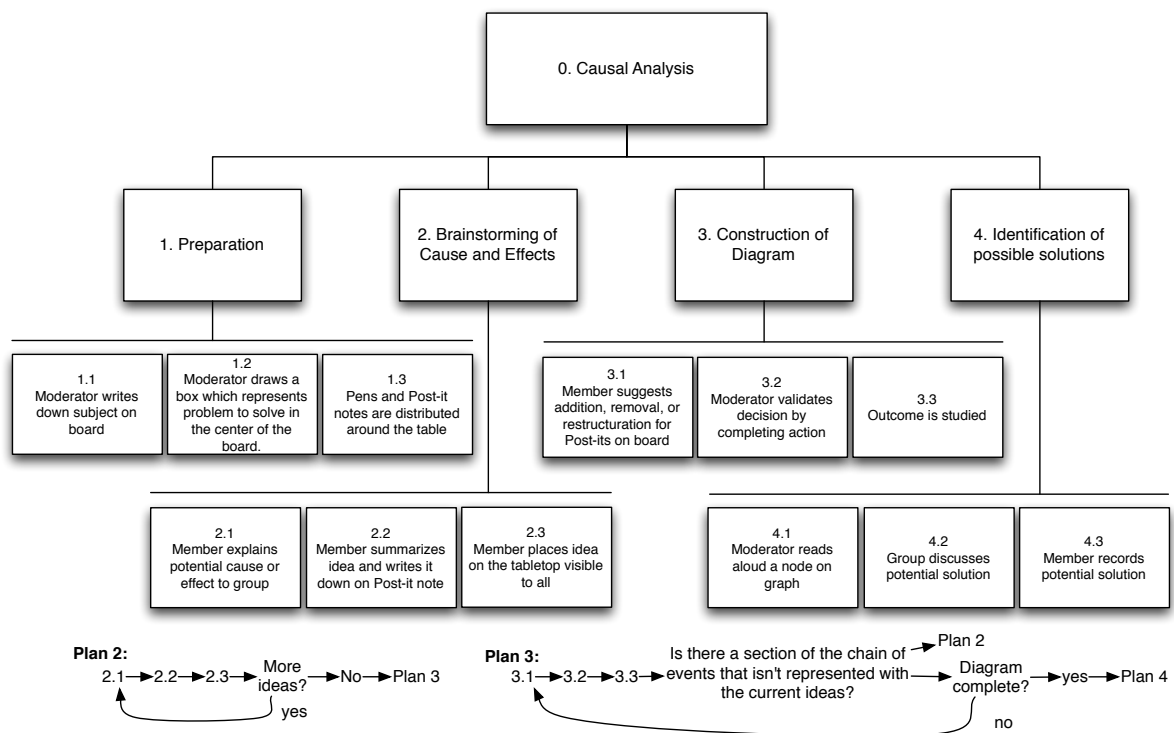 0. Causal Analysis
1. Preparation
2. Brainstorming of
Cause and Effects
3. Construction of
Diagram
4. Identification of
possible solutions
1.1
Moderator writes
down subject on
board
1.2
Moderator draws a
box which represents
problem to solve in
the center of the
board.
1.3
Pens and Post-it
notes are distributed
around the table
3.1
Member suggests
addition, removal, or
restructuration for
Post-its on board
3.2
Moderator validates
decision by
completing action
3.3
Outcome is studied
2.1
Member explains
potential cause or
effect to group
2.2
Member summarizes
idea and writes it
down on Post-it note
2.3
Member places idea
on the tabletop visible
to all
4.1
Moderator reads
aloud a node on
graph
4.2
Group discusses
potential solution
4.3
Member records
potential solution
Plan 2:
2.1 2.2 2.3 More
ideas? No Plan 3
yes
Plan 3:
3.1 3.2 3.3
Is there a section of the chain of
events that isn't represented with
the current ideas?
Plan 2
Diagram
complete? yes Plan 4
no